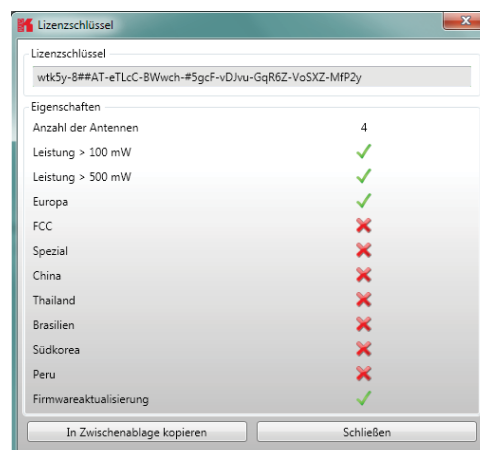 Lizenzschlüssel
Lizenzschlüssel
wtk5y-8##AT-eTLcC-BWwch-#5gcF-vDJvu-GqR6Z-VoSXZ-MfP2y
Eigenschaften
Anzahl der Antennen 4
Leistung > 100 mW
Leistung > 500 mW
Europa
FCC
Spezial
China
Thailand
Brasilien
Südkorea
Peru
Firmwareaktualisierung
In Zwischenablage kopieren Schließen